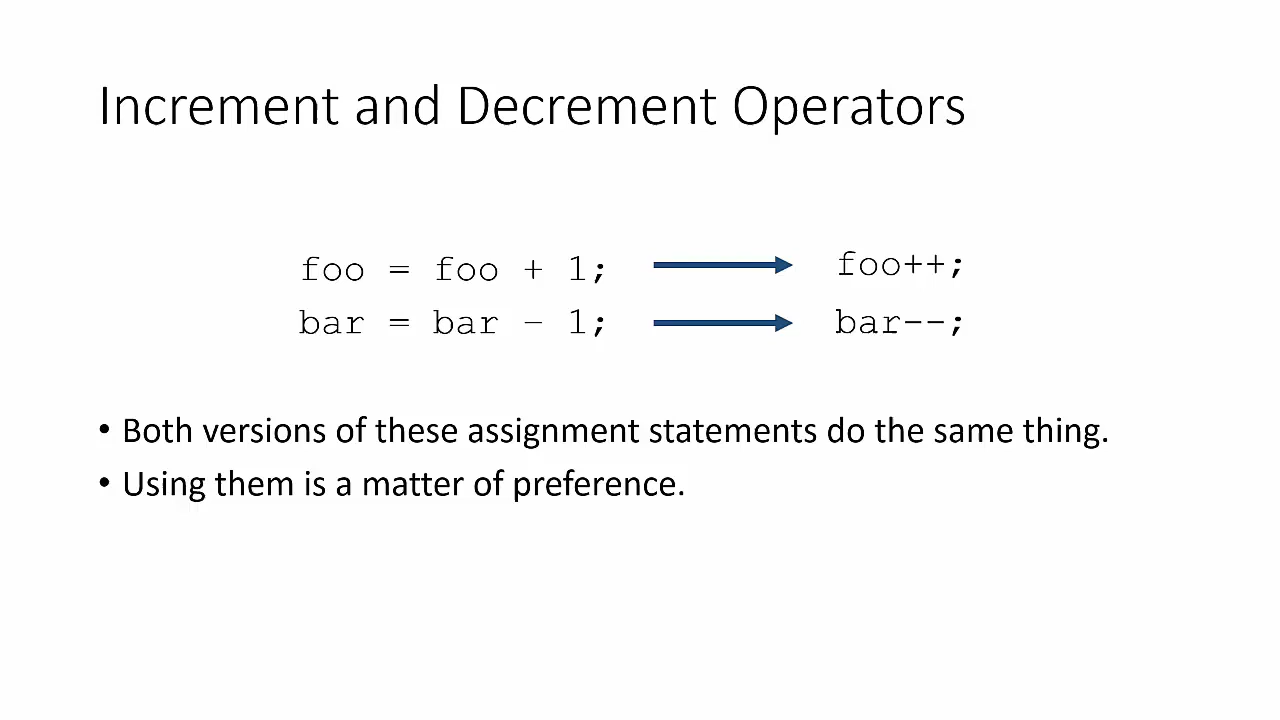 Increment and Decrement Operators
foo = foo + 1; foo++;
bar = bar – 1; bar--;
• Both versions of these assignment statements do the same thing.
• Using them is a matter of preference.